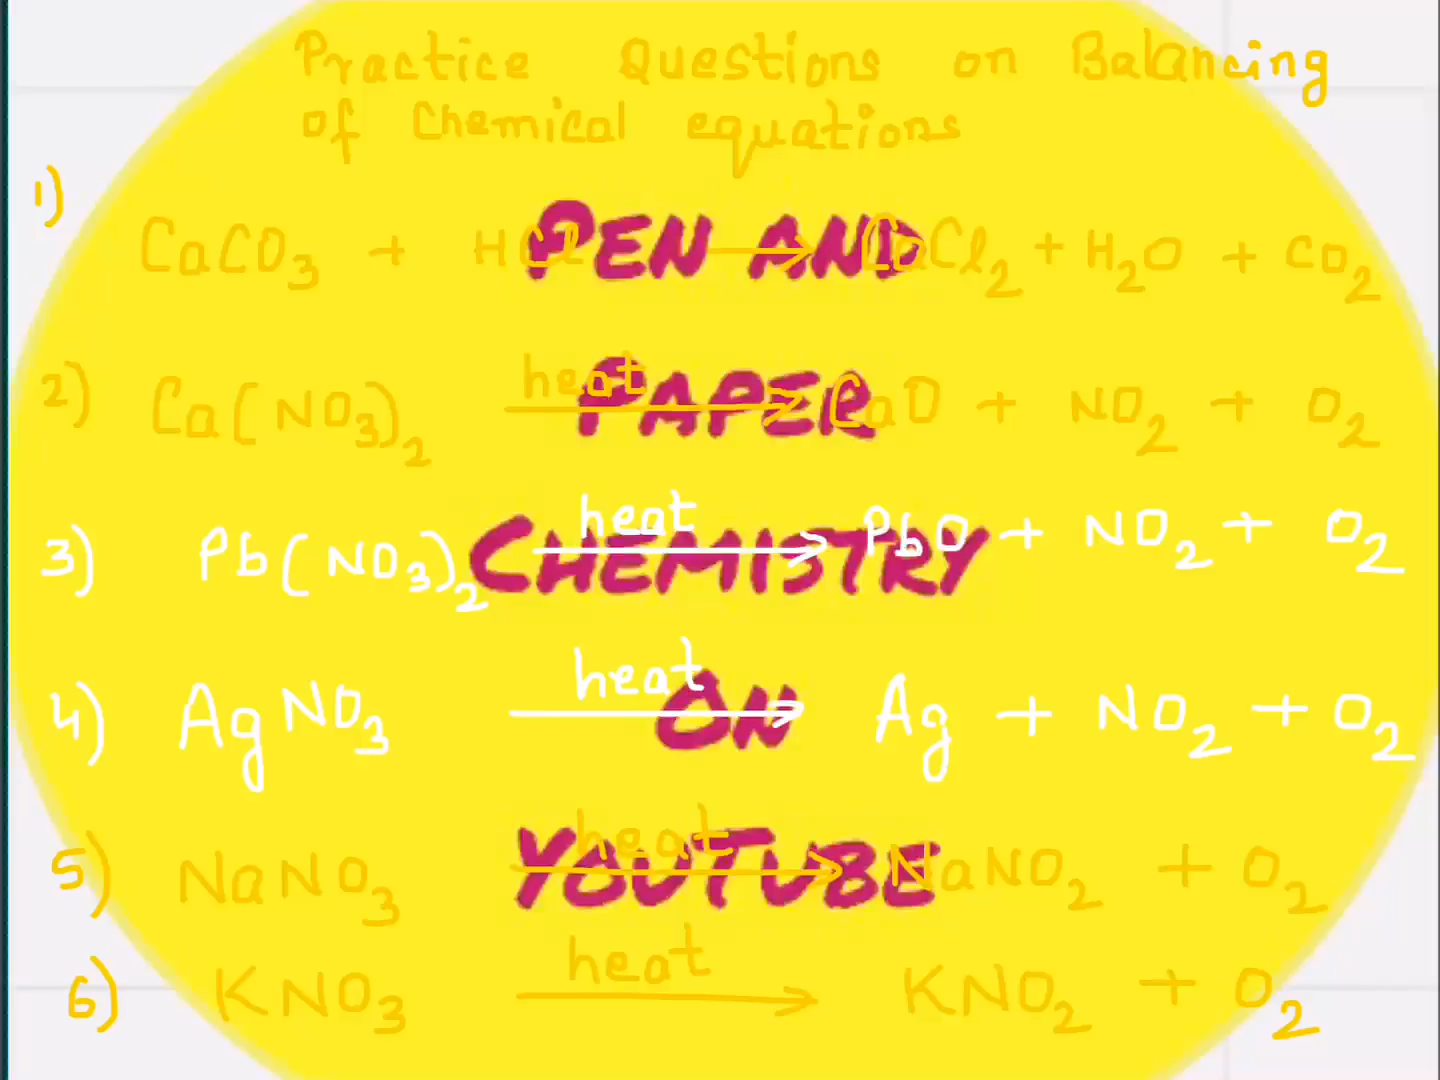 Practice Questions on Balancing
of Chemical equations
1)
CaCO3 + HCl → CaCl2 + H2O + CO2
2) Ca(NO3)2 heat → CaO + NO2 + O2
3) Pb(NO3)2 heat → PbO + NO2 + O2
4) AgNO3 heat → Ag + NO2 + O2
5) NaNO3 heat → NaNO2 + O2
6) KNO3 heat → KNO2 + O2
PEN AND
PAPER
CHEMISTRY
ON
YOUTUBE